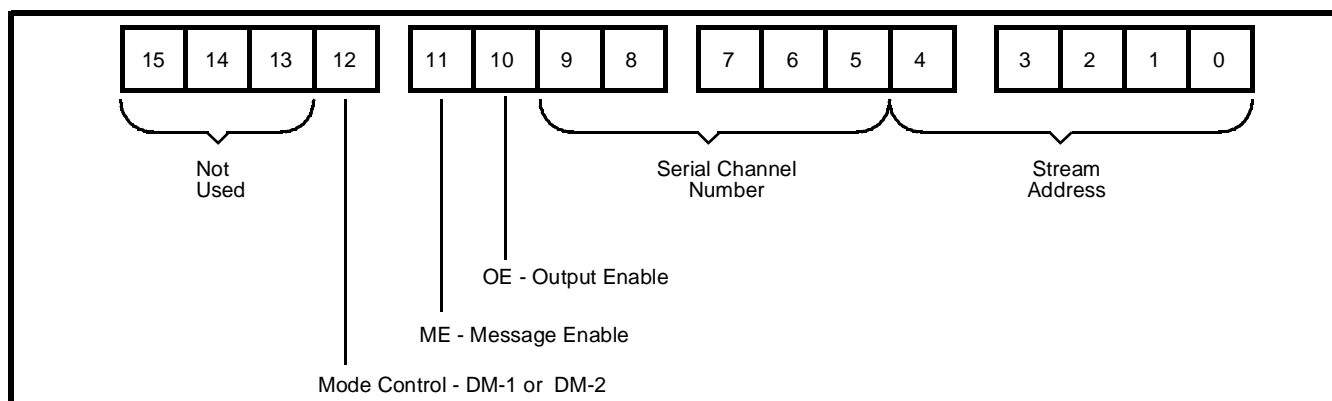 15 14 13 12 11 10 9 8 7 6 5 4 3 2 1 0
Not
Used
Serial Channel
Number
Stream
Address
OE - Output Enable
ME - Message Enable
Mode Control - DM-1 or DM-2